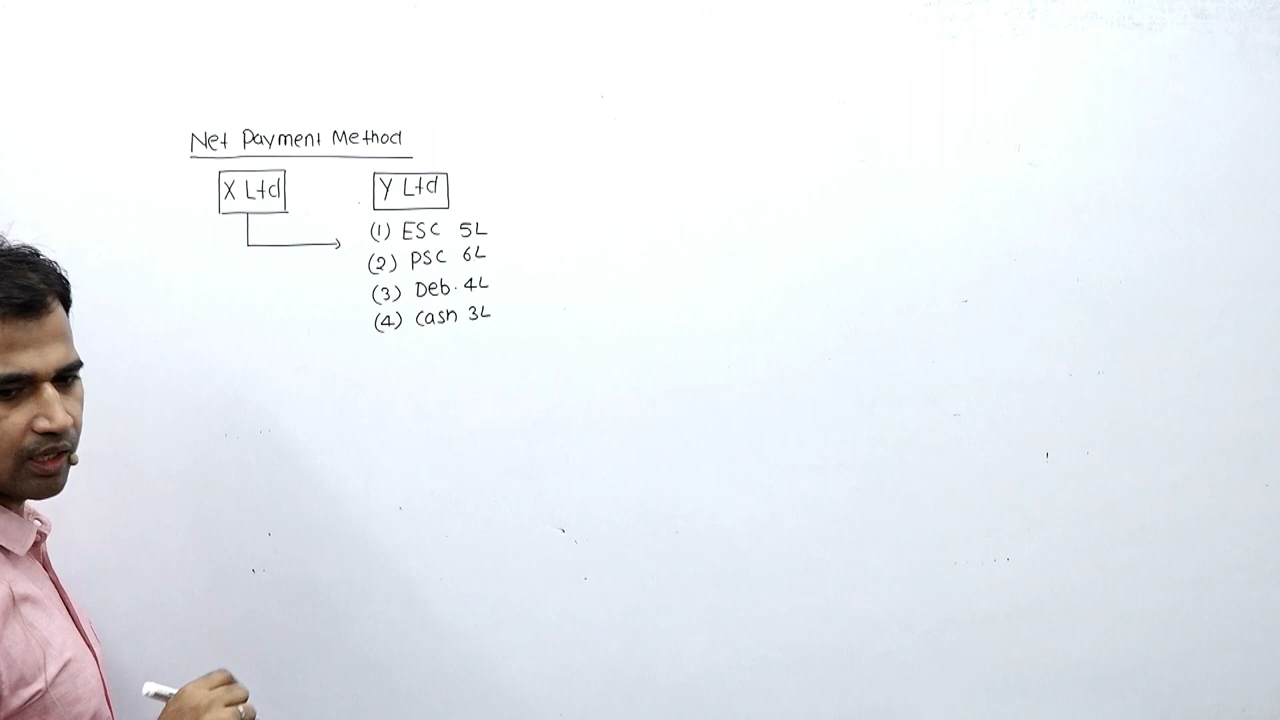 Net Payment Method
X Ltd Y Ltd
(1) ESC 5L
(2) PSC 6L
(3) Deb. 4L
(4) Cash 3L